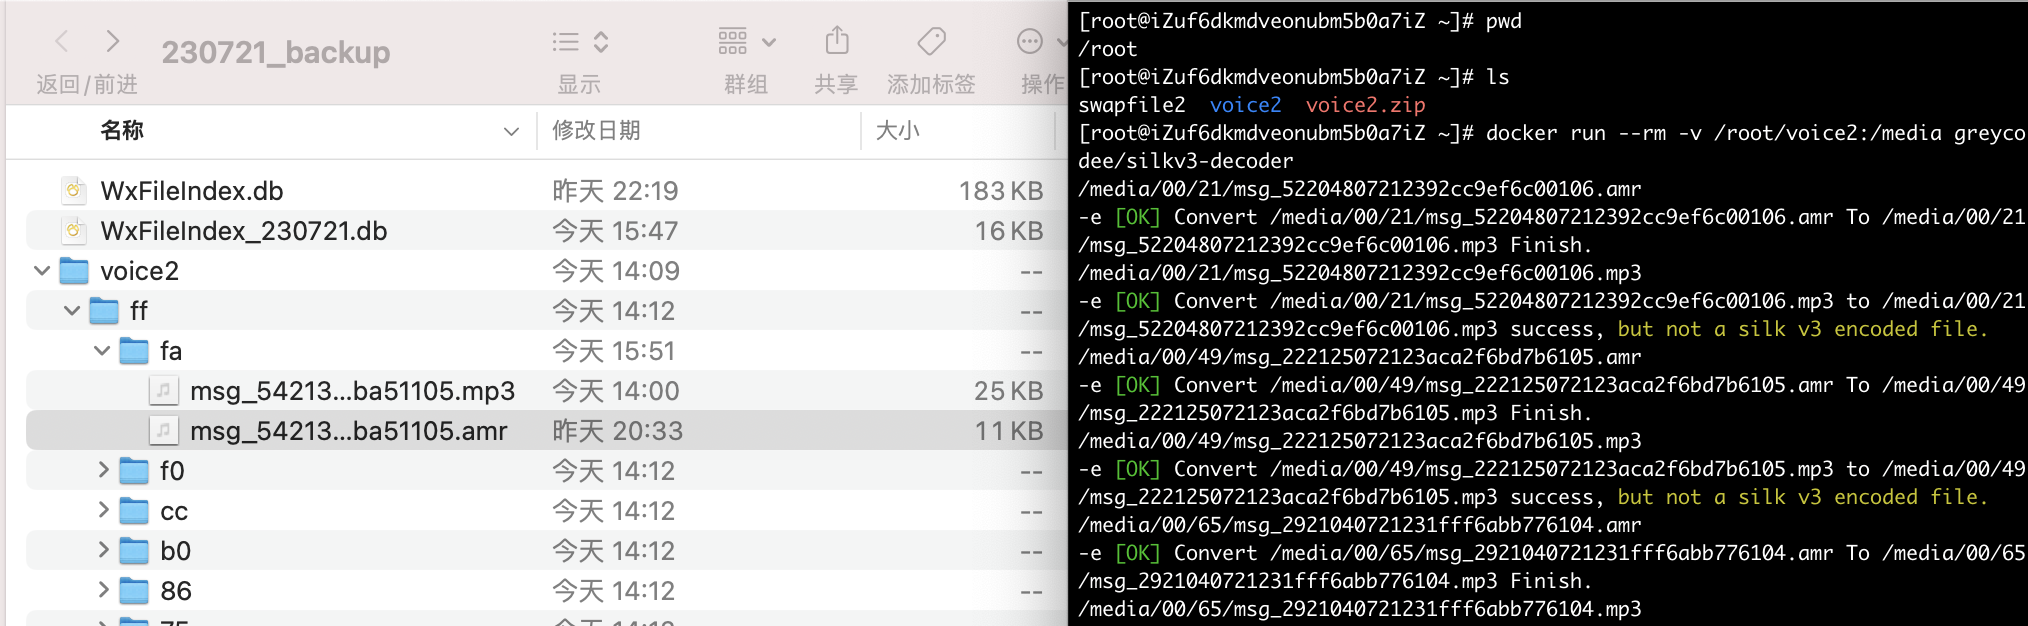 230721_backup
返回/前进
显示
群组
共享
添加标签
操作
名称
修改日期
大小
WxFileIndex.db 昨天 22:19 183 KB
WxFileIndex_230721.db 今天 15:47 16 KB
voice2 今天 14:09 --
ff 今天 14:12 --
fa 今天 15:51 --
msg_54213...ba51105.mp3 今天 14:00 25 KB
msg_54213...ba51105.amr 昨天 20:33 11 KB
f0 今天 14:12 --
cc 今天 14:12 --
b0 今天 14:12 --
86 今天 14:12 --
[root@iZuf6dkmdveonubm5b0a7iZ ~]# pwd
/root
[root@iZuf6dkmdveonubm5b0a7iZ ~]# ls
swapfile2 voice2 voice2.zip
[root@iZuf6dkmdveonubm5b0a7iZ ~]# docker run --rm -v /root/voice2:/media greyco
dee/silkv3-decoder
/media/00/21/msg_52204807212392cc9ef6c00106.amr
-e [OK] Convert /media/00/21/msg_52204807212392cc9ef6c00106.amr To /media/00/21
/msg_52204807212392cc9ef6c00106.mp3 Finish.
/media/00/21/msg_52204807212392cc9ef6c00106.mp3
-e [OK] Convert /media/00/21/msg_52204807212392cc9ef6c00106.mp3 to /media/00/21
/msg_52204807212392cc9ef6c00106.mp3 success, but not a silk v3 encoded file.
/media/00/49/msg_222125072123aca2f6bd7b6105.amr
-e [OK] Convert /media/00/49/msg_222125072123aca2f6bd7b6105.amr To /media/00/49
/msg_222125072123aca2f6bd7b6105.mp3 Finish.
/media/00/49/msg_222125072123aca2f6bd7b6105.mp3
-e [OK] Convert /media/00/49/msg_222125072123aca2f6bd7b6105.mp3 to /media/00/49
/msg_222125072123aca2f6bd7b6105.mp3 success, but not a silk v3 encoded file.
/media/00/65/msg_2921040721231fff6abb776104.amr
-e [OK] Convert /media/00/65/msg_2921040721231fff6abb776104.amr To /media/00/65
/msg_2921040721231fff6abb776104.mp3 Finish.
/media/00/65/msg_2921040721231fff6abb776104.mp3